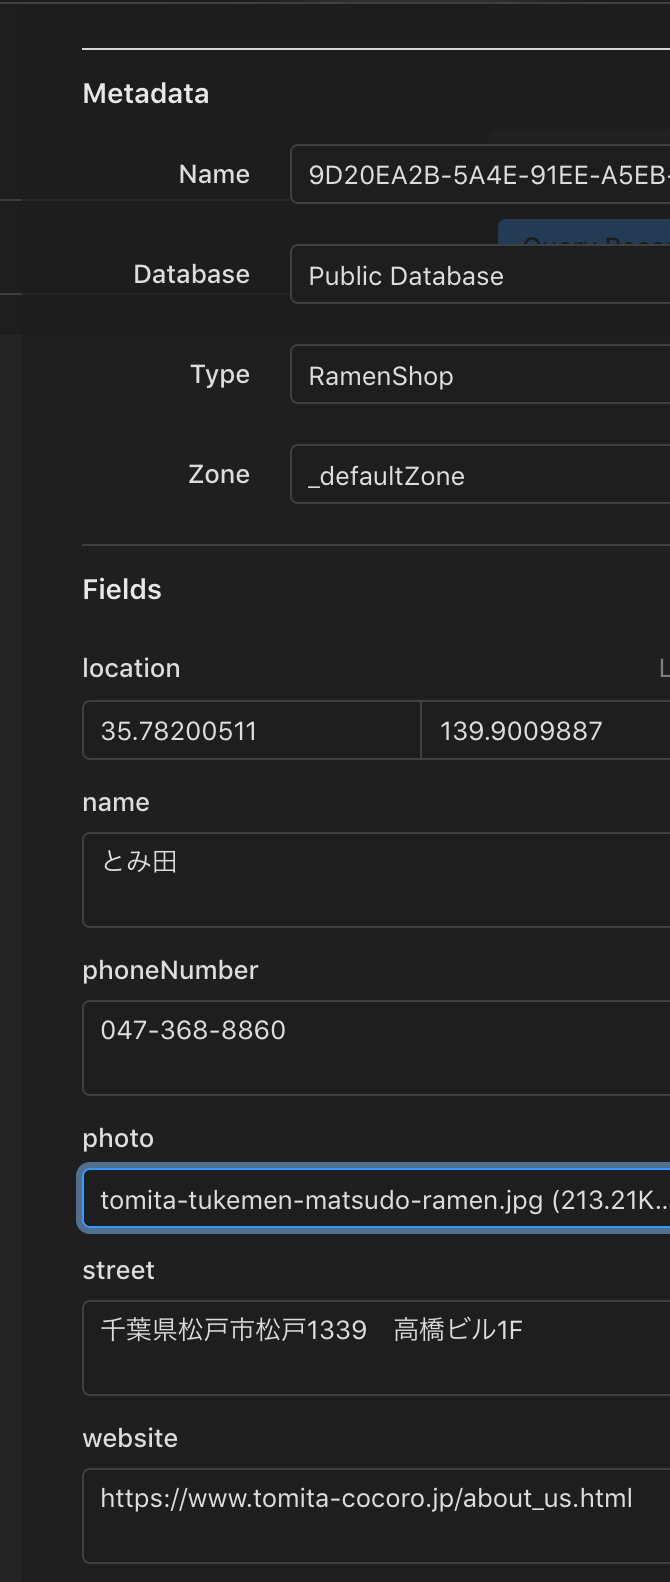 Metadata
Name
9D20EA2B-5A4E-91EE-A5EB-
Database
Public Database
Type
RamenShop
Zone
_defaultZone
Fields
location
35.78200511
139.9009887
name
とみ田
phoneNumber
047-368-8860
photo
tomita-tukemen-matsudo-ramen.jpg (213.21K...
street
千葉県松戸市松戸1339　高橋ビル1F
website
https://www.tomita-cocoro.jp/about_us.html